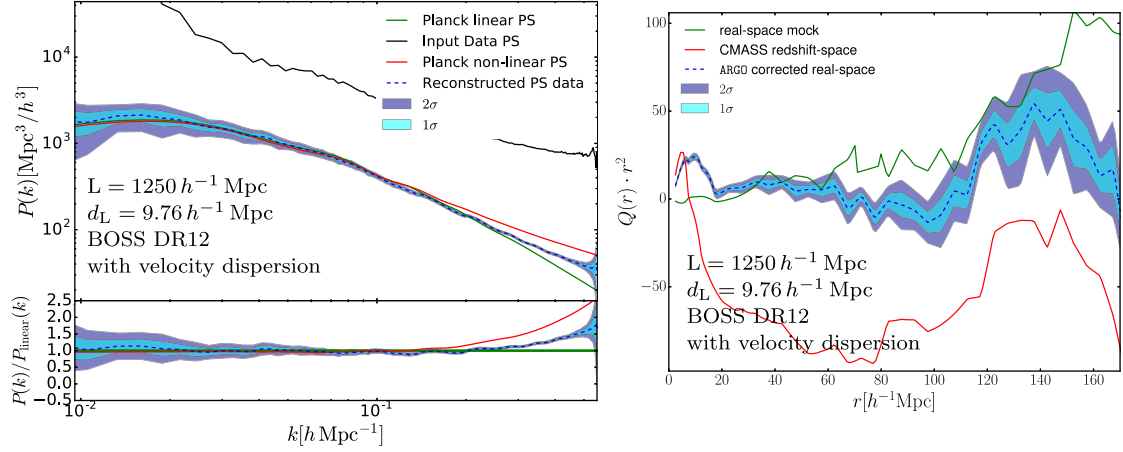 Planck linear PS
Input Data PS
Planck non-linear PS
Reconstructed PS data
2σ
1σ
P(k)[Mpc³/h³]
10⁴
10³
10²
L = 1250 h⁻¹ Mpc
d_L = 9.76 h⁻¹ Mpc
BOSS DR12
with velocity dispersion
P(k)/P_linear(k)
2.5
2.0
1.5
1.0
0.5
0.0
−0.5
10⁻²
10⁻¹
k[h Mpc⁻¹]
real-space mock
CMASS redshift-space
ARGO corrected real-space
2σ
1σ
Q(r) · r²
100
50
0
−50
L = 1250 h⁻¹ Mpc
d_L = 9.76 h⁻¹ Mpc
BOSS DR12
with velocity dispersion
0 20 40 60 80 100 120 140 160
r[h⁻¹Mpc]